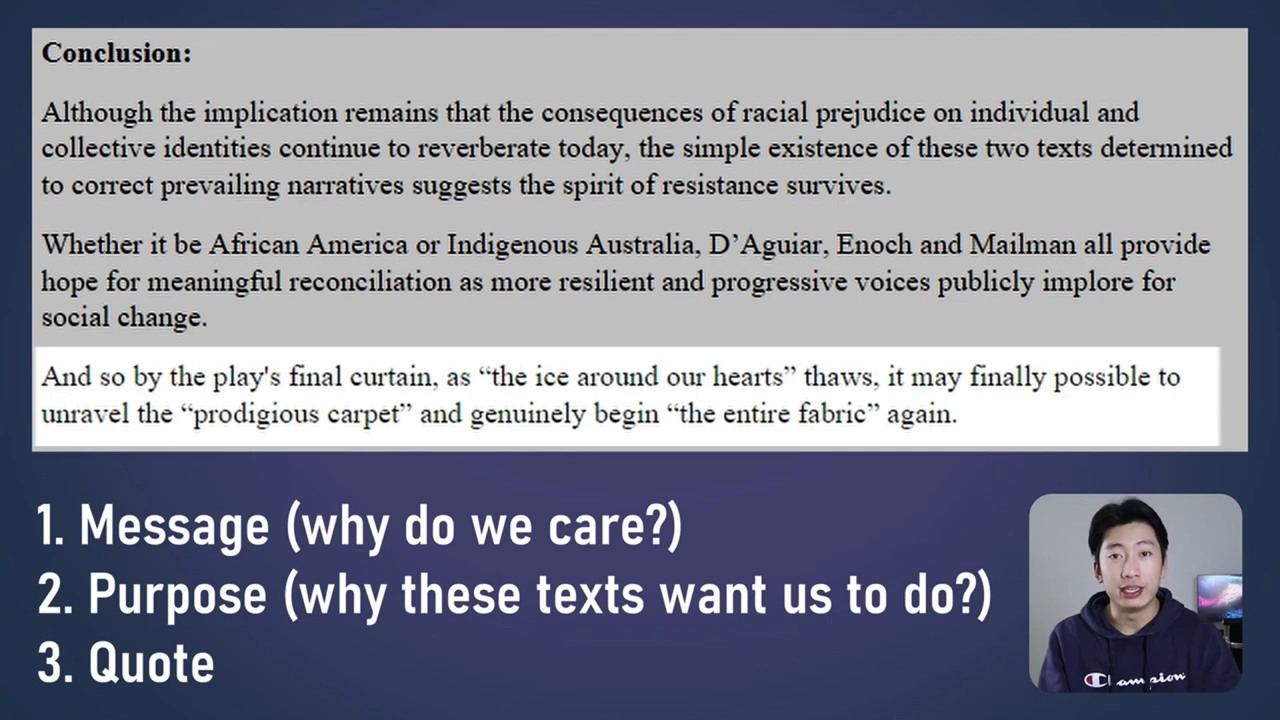 Conclusion:
Although the implication remains that the consequences of racial prejudice on individual and
collective identities continue to reverberate today, the simple existence of these two texts determined
to correct prevailing narratives suggests the spirit of resistance survives.
Whether it be African America or Indigenous Australia, D’Aguiar, Enoch and Mailman all provide
hope for meaningful reconciliation as more resilient and progressive voices publicly implore for
social change.
And so by the play's final curtain, as “the ice around our hearts” thaws, it may finally possible to
unravel the “prodigious carpet” and genuinely begin “the entire fabric” again.
1. Message (why do we care?)
2. Purpose (why these texts want us to do?)
3. Quote
Champion